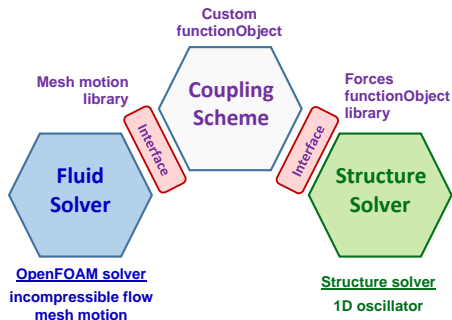 Custom
functionObject
Mesh motion
library
Coupling
Scheme
Forces
functionObject
library
Interface
Interface
Fluid
Solver
Structure
Solver
OpenFOAM solver
incompressible flow
mesh motion
Structure solver
1D oscillator